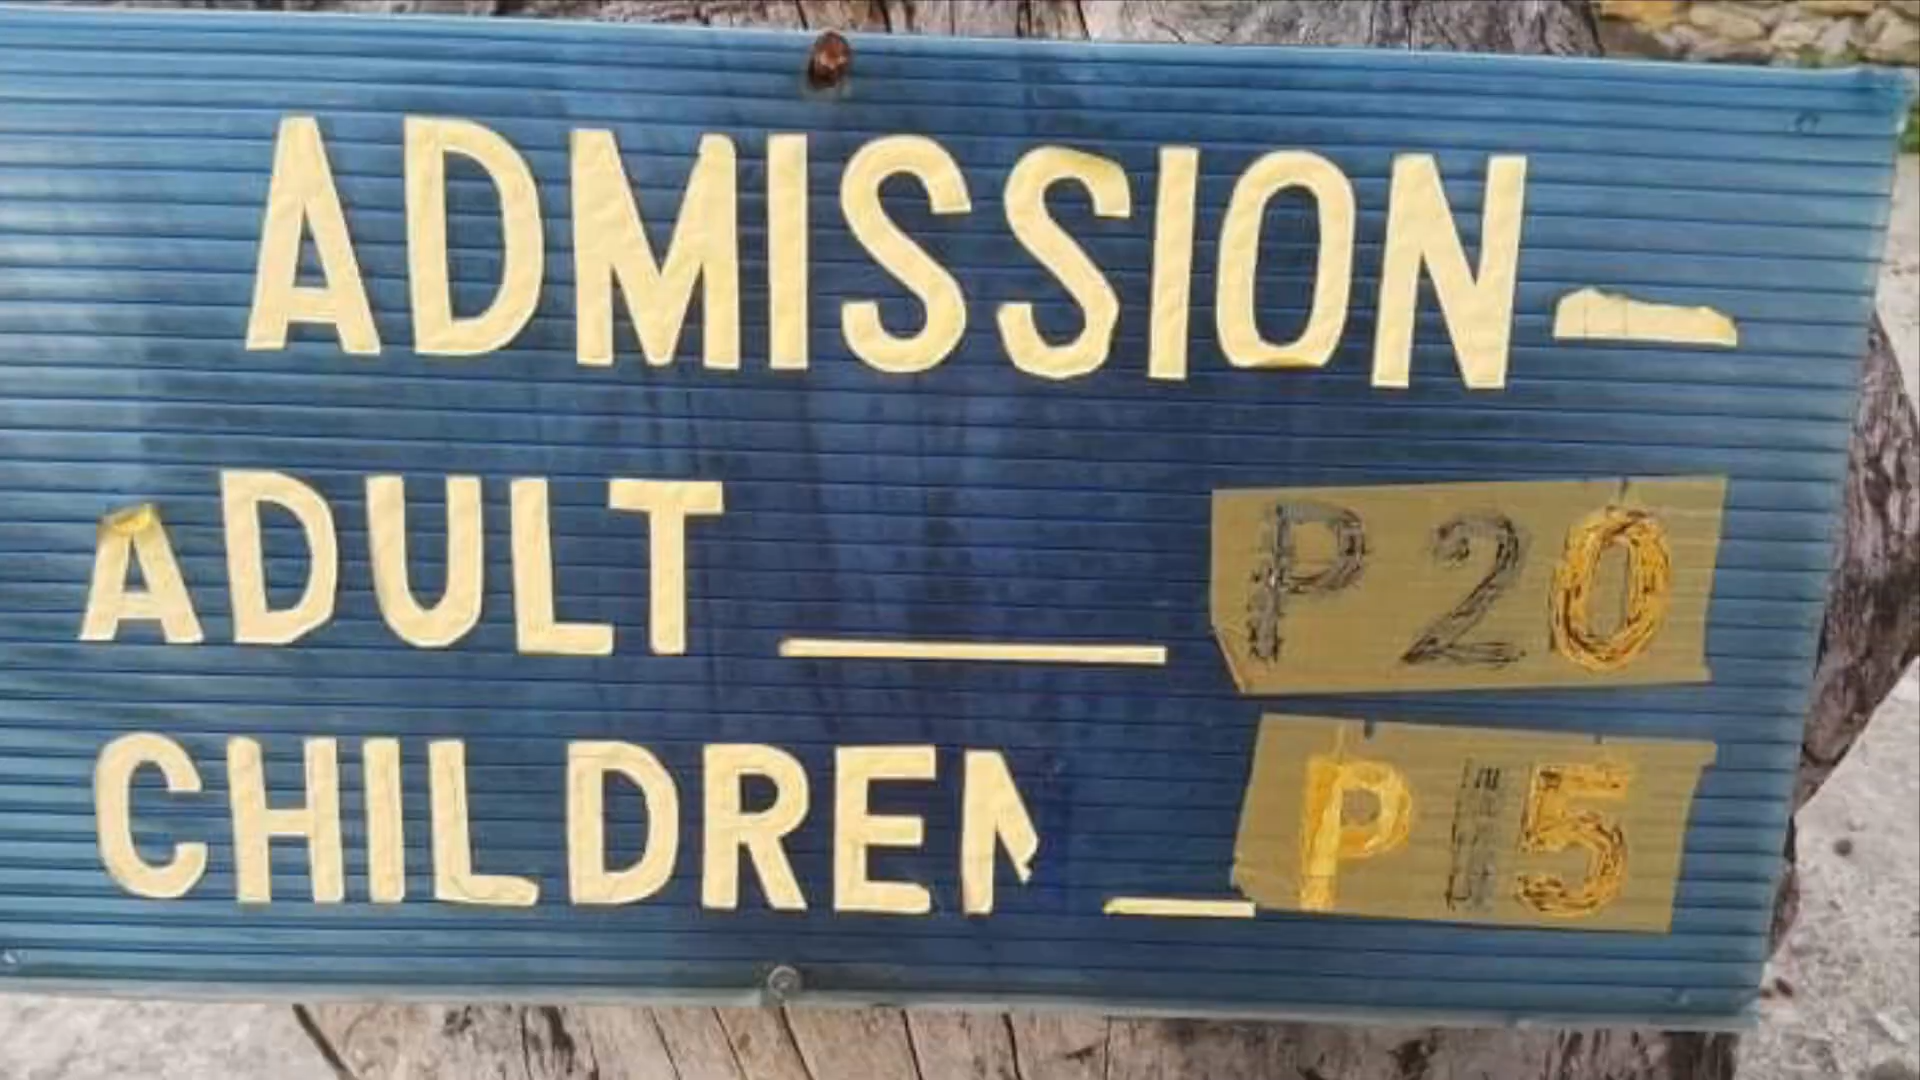 ADMISSION-
ADULT ____ P20
CHILDREN _ P15